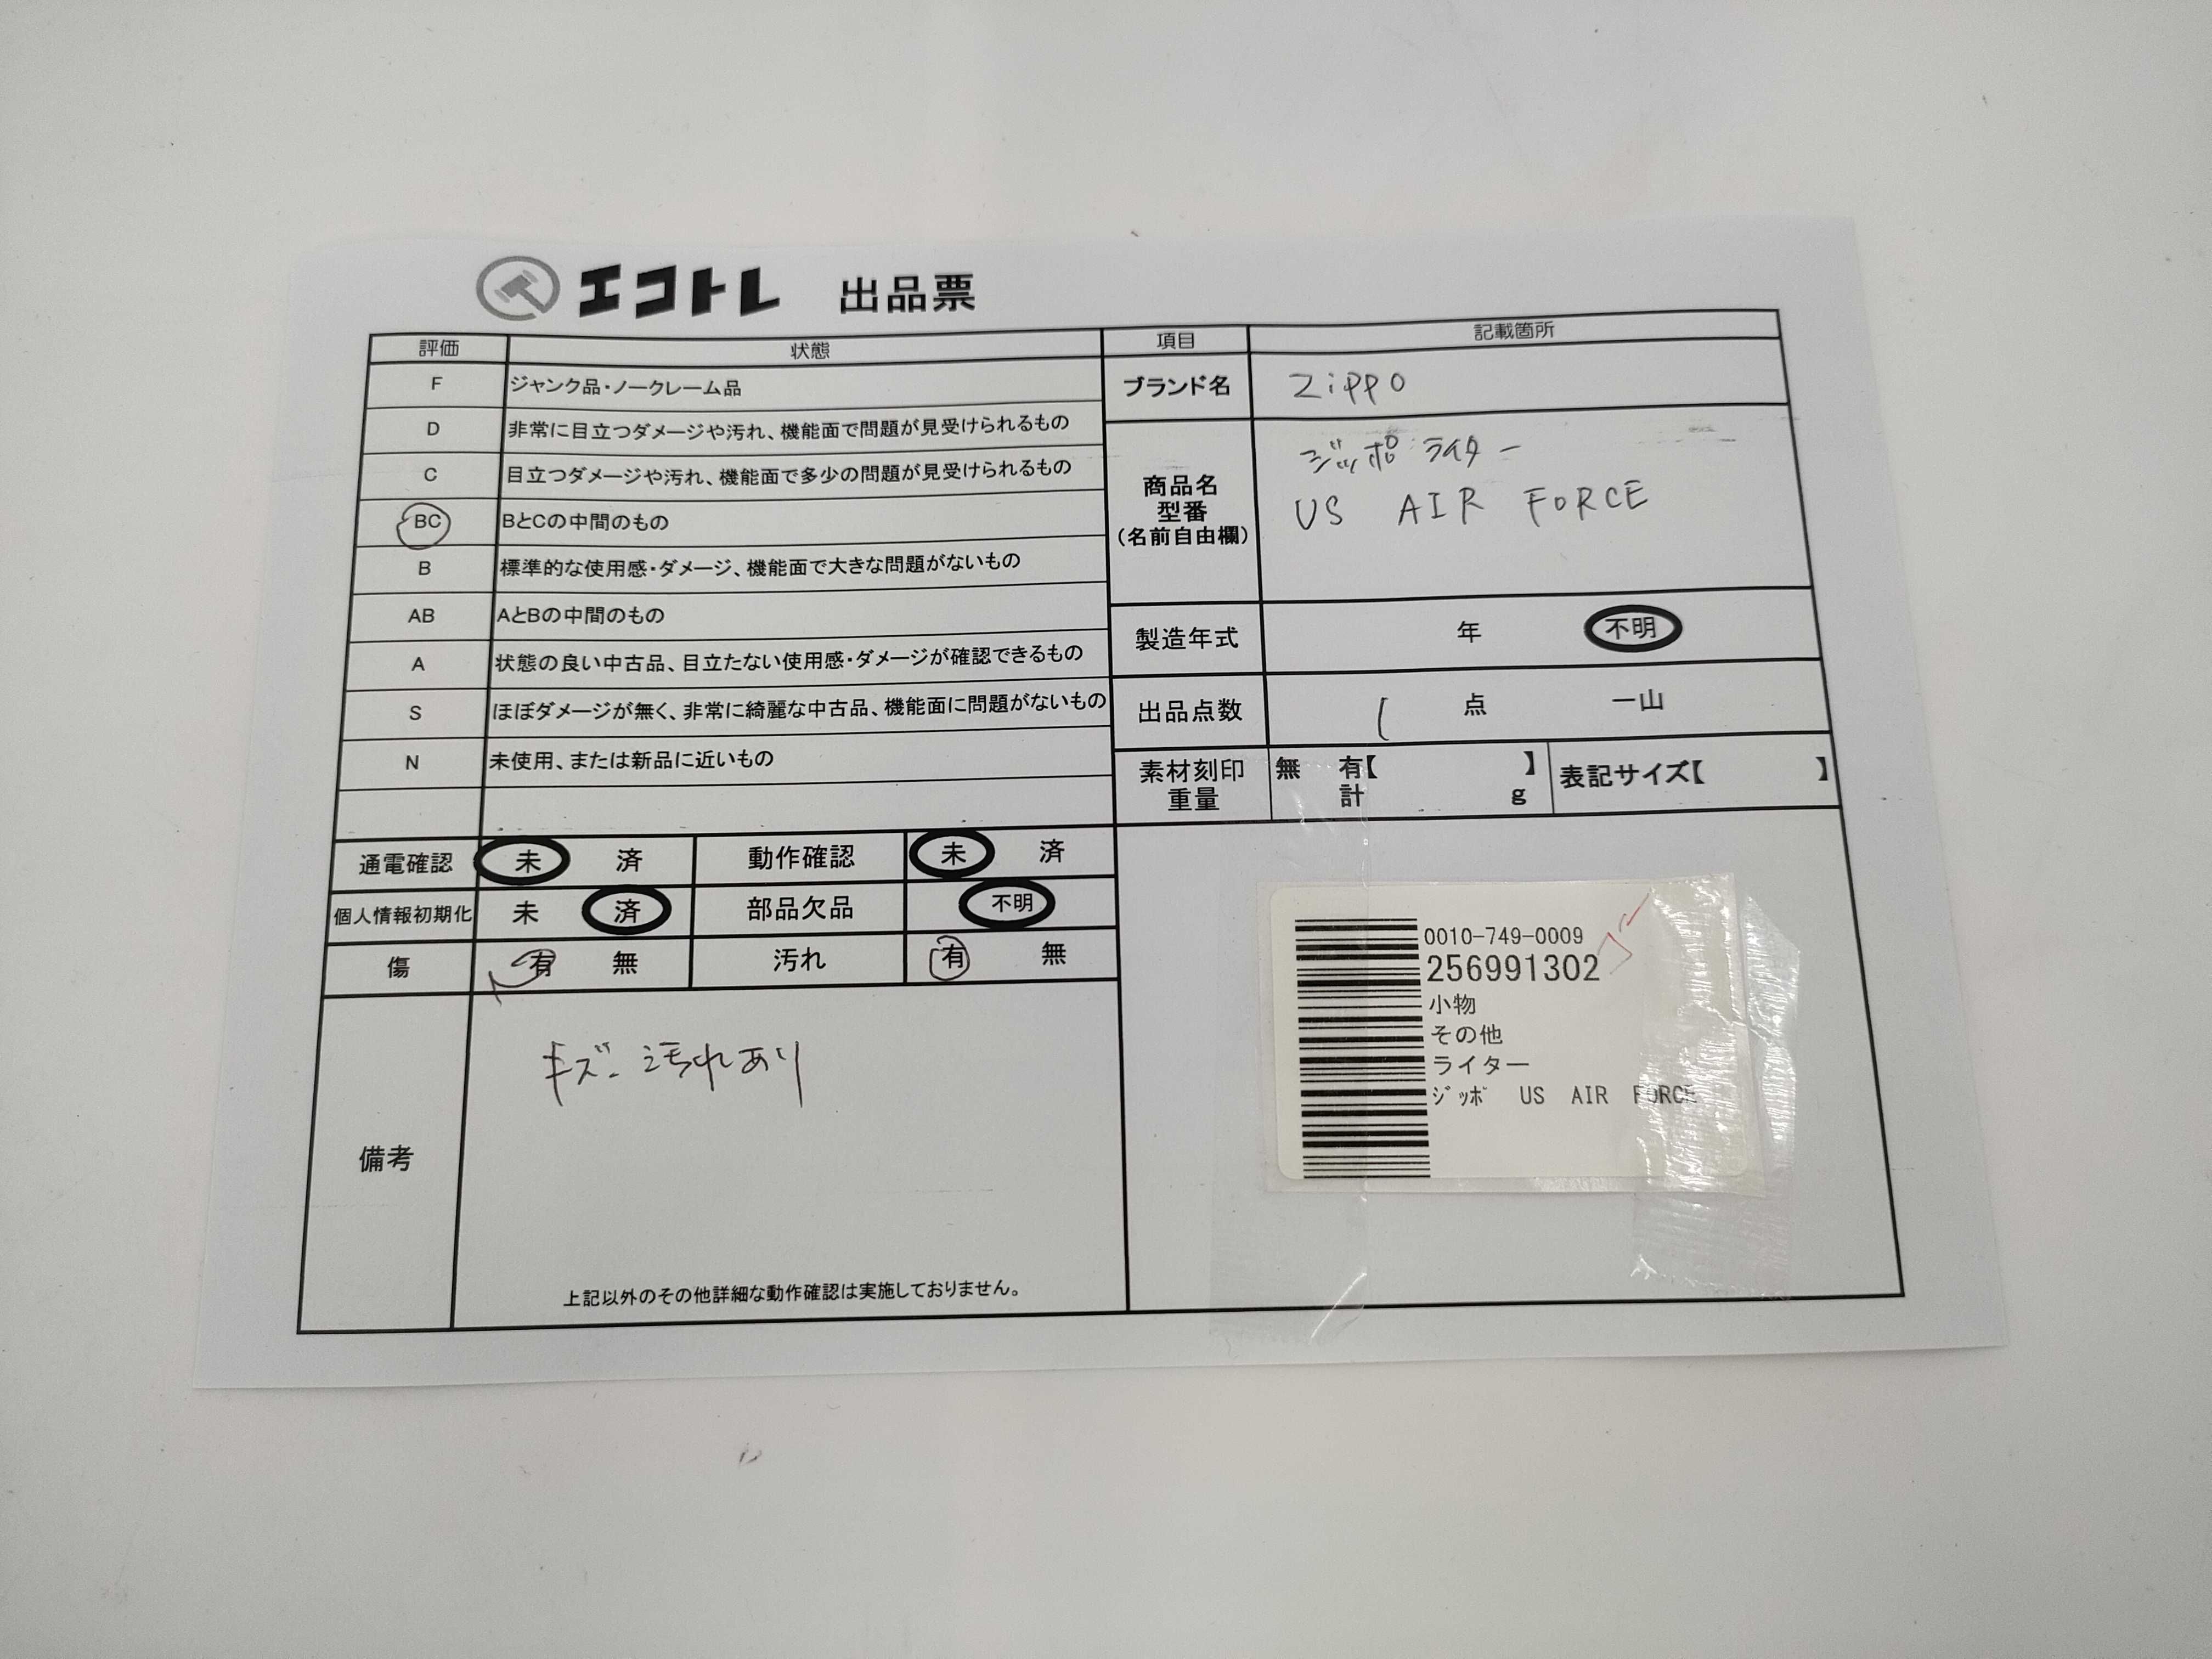 エコトレ 出品票
評価 状態
F ジャンク品・ノークレーム品
D 非常に目立つダメージや汚れ、機能面で問題が見受けられるもの
C 目立つダメージや汚れ、機能面で多少の問題が見受けられるもの
BC BとCの中間のもの
B 標準的な使用感・ダメージ、機能面で大きな問題がないもの
AB AとBの中間のもの
A 状態の良い中古品、目立たない使用感・ダメージが確認できるもの
S ほぼダメージが無く、非常に綺麗な中古品、機能面に問題がないもの
N 未使用、または新品に近いもの
通電確認 未 済 動作確認 未 済
個人情報初期化 未 済 部品欠品 不明
傷 有 無 汚れ 有 無
備考
キズ、汚れあり
上記以外のその他詳細な動作確認は実施しておりません。
項目 記載箇所
ブランド名 Zippo
商品名
型番
(名前自由欄)
ジッポ ライター
US AIR FORCE
製造年式 年 不明
出品点数 1 点 一山
素材刻印 無 有【 】 表記サイズ【 】
重量 計 g
0010-749-0009
256991302
小物
その他
ライター
ジッポ US AIR FORCE